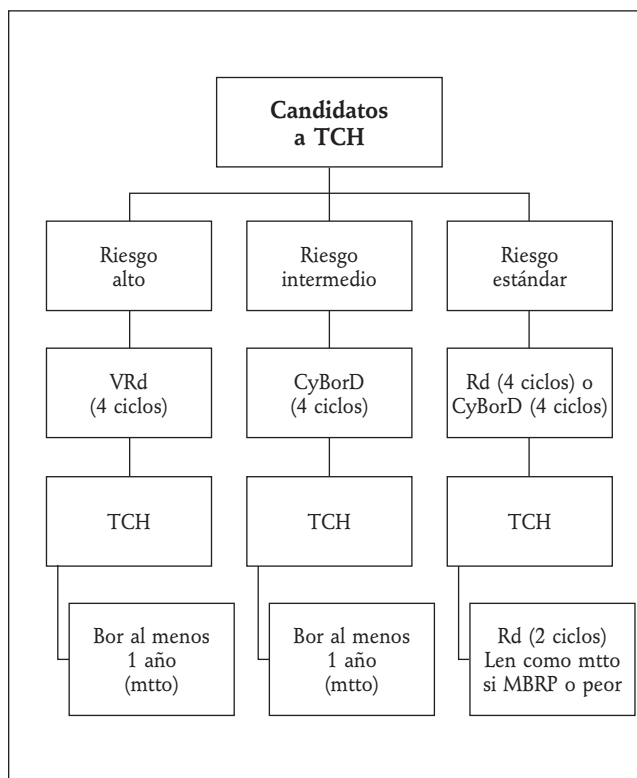 Candidatos
a TCH
Riesgo
alto
Riesgo
intermedio
Riesgo
estándar
VRd
(4 ciclos)
CyBorD
(4 ciclos)
Rd (4 ciclos) o
CyBorD (4 ciclos)
TCH
TCH
TCH
Bor al menos
1 año
(mtto)
Bor al menos
1 año
(mtto)
Rd (2 ciclos)
Len como mtto
si MBRP o peor